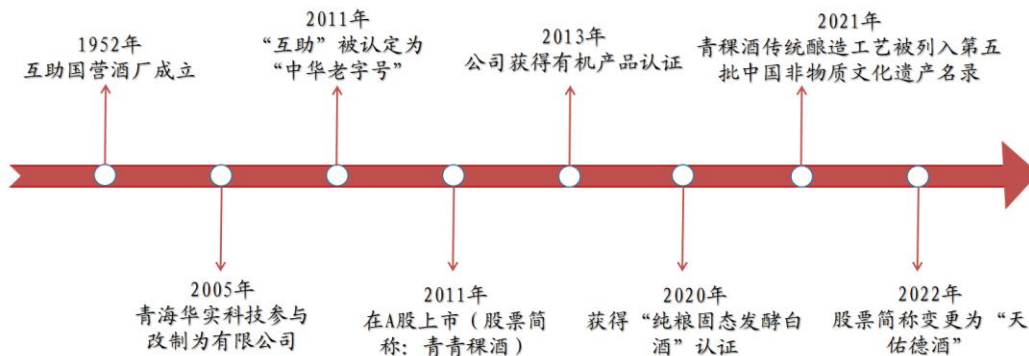 1952年
互助国营酒厂成立
2011年
“互助”被认定为
“中华老字号”
2013年
公司获得有机产品认证
2021年
青稞酒传统酿造工艺被列入第五
批中国非物质文化遗产名录
2005年
青海华实科技参与
改制为有限公司
2011年
在A股上市（股票简
称：青青稞酒）
2020年
获得“纯粮固态发酵白
酒”认证
2022年
股票简称变更为“天
佑德酒”